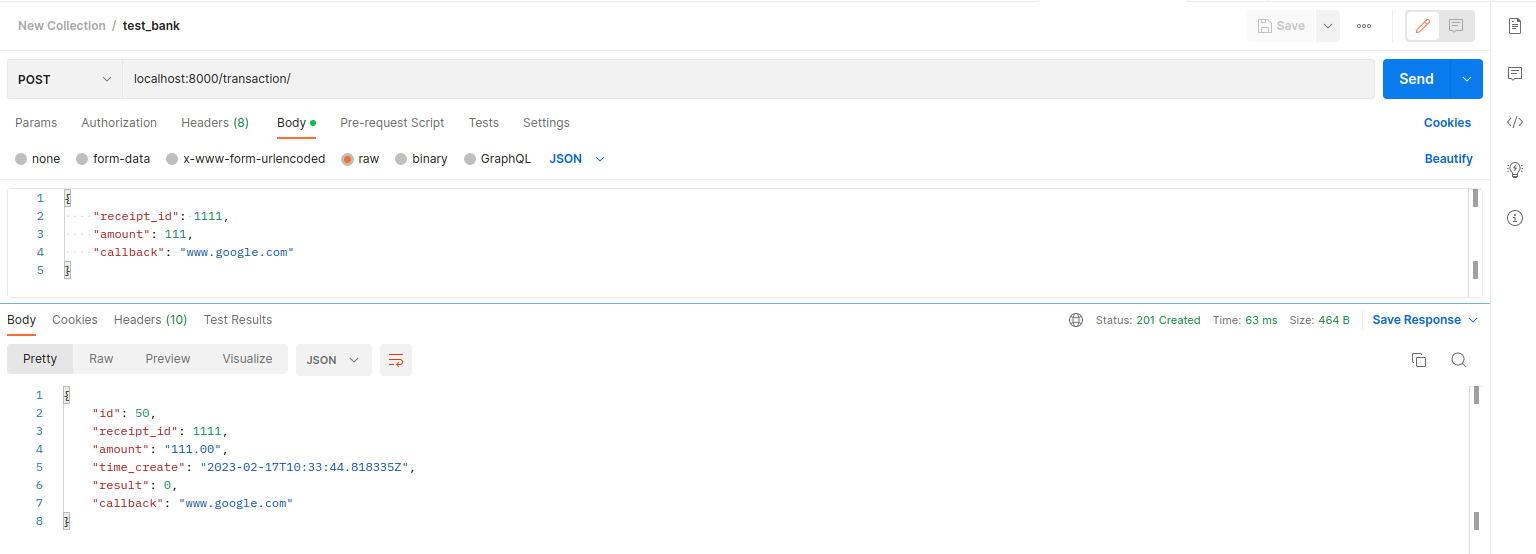 New Collection / test_bank
Save
POST
localhost:8000/transaction/
Send
Params Authorization Headers (8) Body Pre-request Script Tests Settings Cookies
none form-data x-www-form-urlencoded raw binary GraphQL JSON Beautify
1 {
2 "receipt_id": 1111,
3 "amount": 111,
4 "callback": "www.google.com"
5 }
Body Cookies Headers (10) Test Results Status: 201 Created Time: 63 ms Size: 464 B Save Response
Pretty Raw Preview Visualize JSON
1 {
2 "id": 50,
3 "receipt_id": 1111,
4 "amount": "111.00",
5 "time_create": "2023-02-17T10:33:44.818335Z",
6 "result": 0,
7 "callback": "www.google.com"
8 }